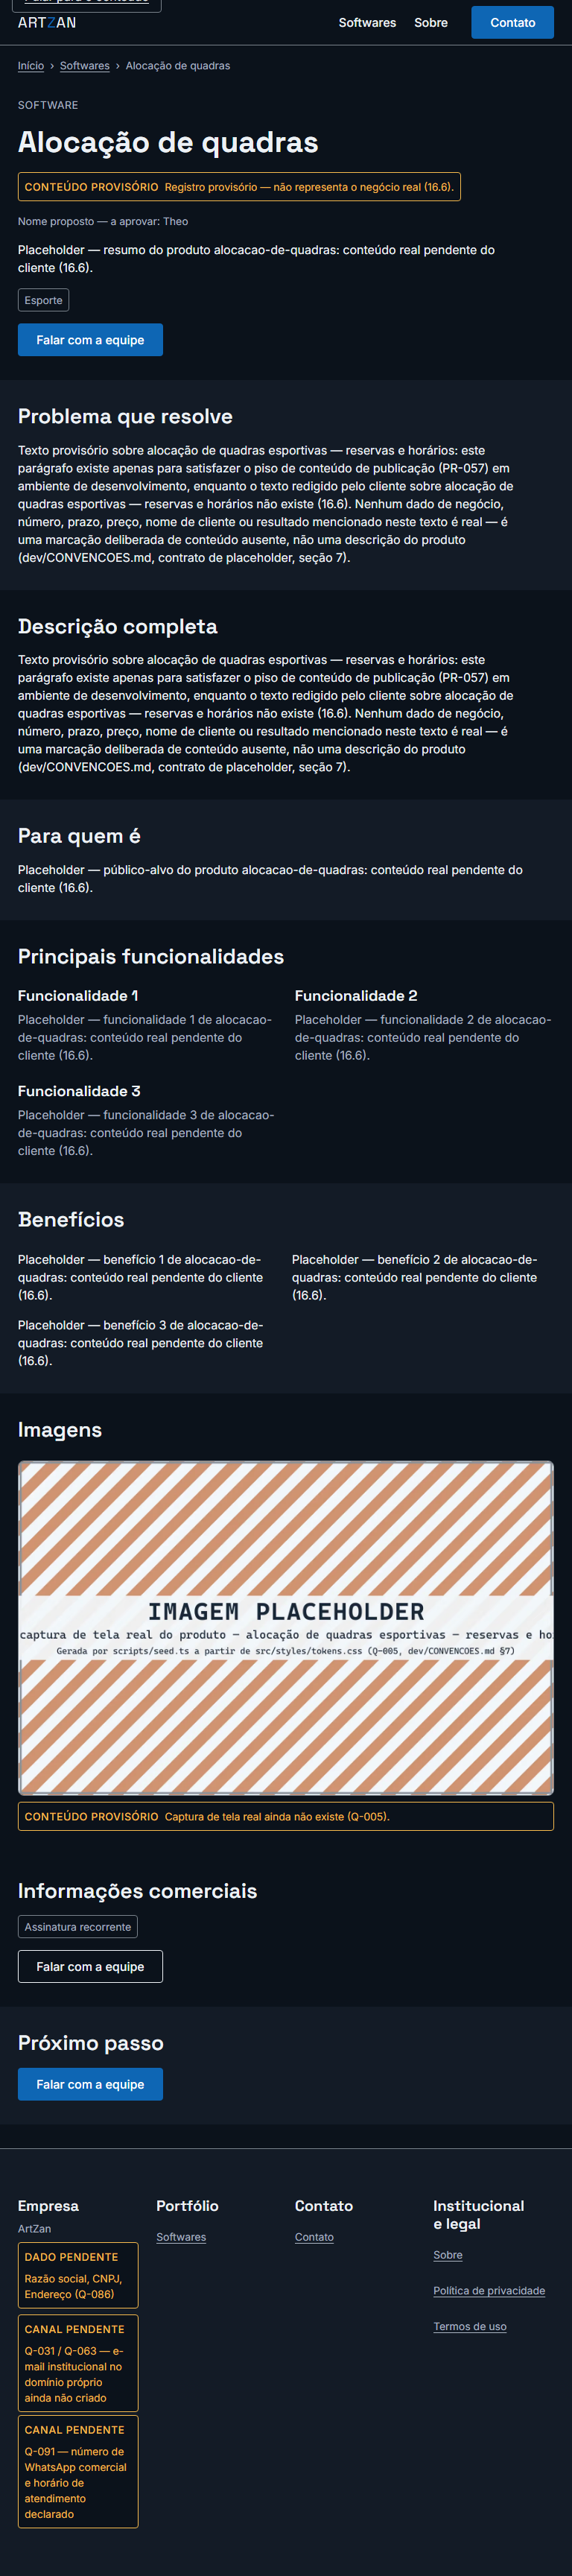 ARTZAN
Softwares Sobre Contato
Início › Softwares › Alocação de quadras
SOFTWARE
Alocação de quadras
CONTEÚDO PROVISÓRIO Registro provisório — não representa o negócio real (16.6).
Nome proposto — a aprovar: Theo
Placeholder — resumo do produto alocacao-de-quadras: conteúdo real pendente do
cliente (16.6).
Esporte
Falar com a equipe
Problema que resolve
Texto provisório sobre alocação de quadras esportivas — reservas e horários: este
parágrafo existe apenas para satisfazer o piso de conteúdo de publicação (PR-057) em
ambiente de desenvolvimento, enquanto o texto redigido pelo cliente sobre alocação de
quadras esportivas — reservas e horários não existe (16.6). Nenhum dado de negócio,
número, prazo, preço, nome de cliente ou resultado mencionado neste texto é real — é
uma marcação deliberada de conteúdo ausente, não uma descrição do produto
(dev/CONVENCOES.md, contrato de placeholder, seção 7).
Descrição completa
Texto provisório sobre alocação de quadras esportivas — reservas e horários: este
parágrafo existe apenas para satisfazer o piso de conteúdo de publicação (PR-057) em
ambiente de desenvolvimento, enquanto o texto redigido pelo cliente sobre alocação de
quadras esportivas — reservas e horários não existe (16.6). Nenhum dado de negócio,
número, prazo, preço, nome de cliente ou resultado mencionado neste texto é real — é
uma marcação deliberada de conteúdo ausente, não uma descrição do produto
(dev/CONVENCOES.md, contrato de placeholder, seção 7).
Para quem é
Placeholder — público-alvo do produto alocacao-de-quadras: conteúdo real pendente do
cliente (16.6).
Principais funcionalidades
Funcionalidade 1
Placeholder — funcionalidade 1 de alocacao-
de-quadras: conteúdo real pendente do
cliente (16.6).
Funcionalidade 2
Placeholder — funcionalidade 2 de alocacao-
de-quadras: conteúdo real pendente do
cliente (16.6).
Funcionalidade 3
Placeholder — funcionalidade 3 de alocacao-
de-quadras: conteúdo real pendente do
cliente (16.6).
Benefícios
Placeholder — benefício 1 de alocacao-de-
quadras: conteúdo real pendente do cliente
(16.6).
Placeholder — benefício 2 de alocacao-de-
quadras: conteúdo real pendente do cliente
(16.6).
Placeholder — benefício 3 de alocacao-de-
quadras: conteúdo real pendente do cliente
(16.6).
Imagens
IMAGEM PLACEHOLDER
captura de tela real do produto — alocação de quadras esportivas — reservas e ho
Gerada por scripts/seed.ts a partir de src/styles/tokens.css (Q-005, dev/CONVENCOES.md §7)
CONTEÚDO PROVISÓRIO Captura de tela real ainda não existe (Q-005).
Informações comerciais
Assinatura recorrente
Falar com a equipe
Próximo passo
Falar com a equipe
Empresa
ArtZan
DADO PENDENTE
Razão social, CNPJ,
Endereço (Q-086)
CANAL PENDENTE
Q-031 / Q-063 — e-
mail institucional no
domínio próprio
ainda não criado
CANAL PENDENTE
Q-091 — número de
WhatsApp comercial
e horário de
atendimento
declarado
Portfólio
Softwares
Contato
Contato
Institucional
e legal
Sobre
Política de privacidade
Termos de uso